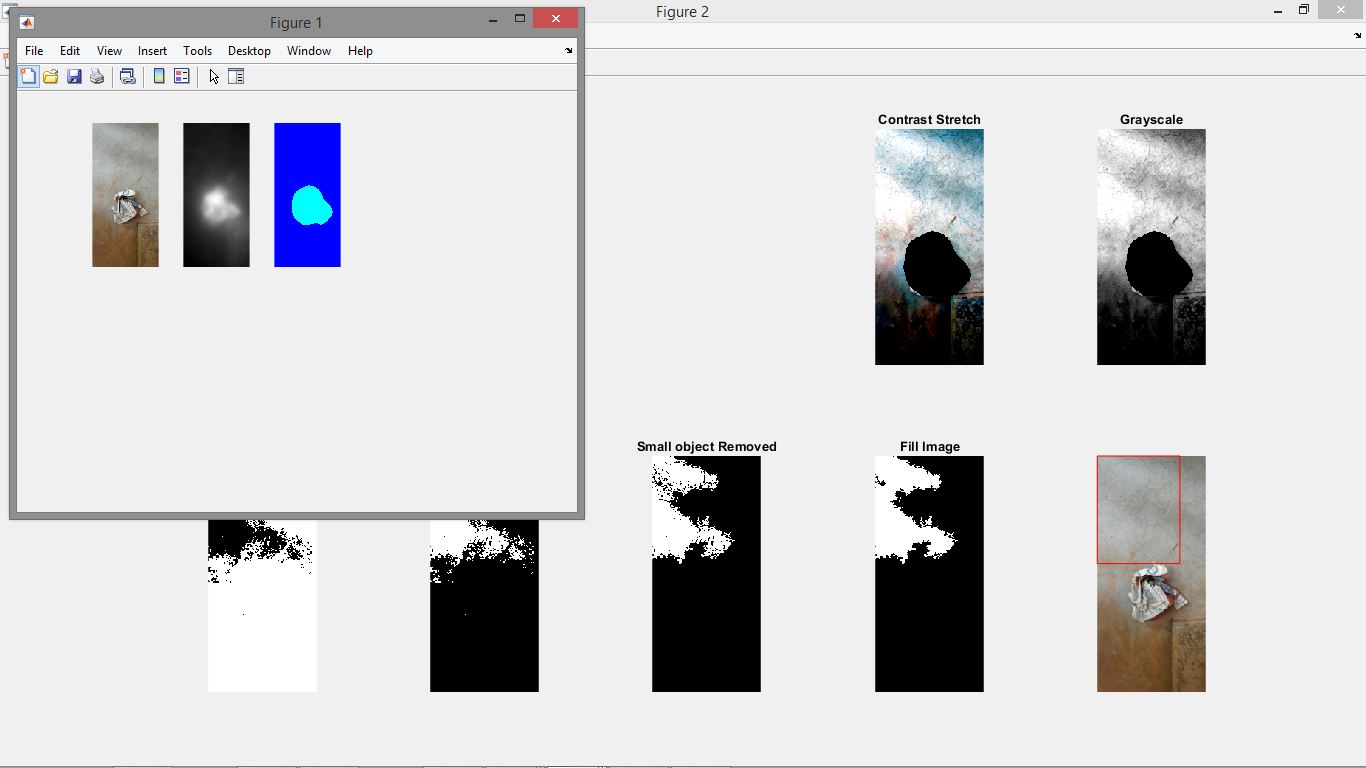 Figure 2
Figure 1
File Edit View Insert Tools Desktop Window Help
Contrast Stretch
Grayscale
Small object Removed
Fill Image